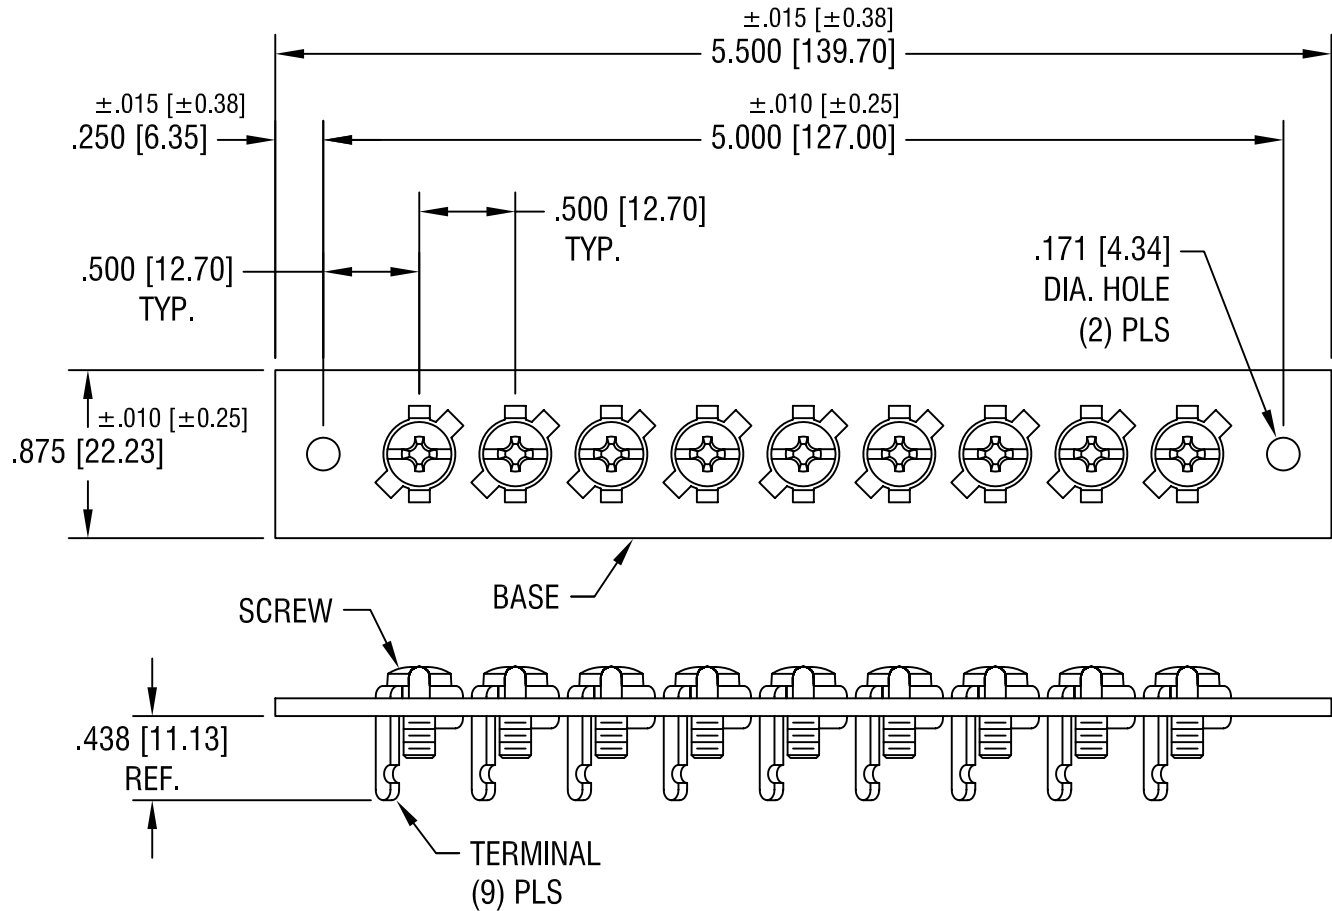 ±.015 [±0.38]
5.500 [139.70]
±.015 [±0.38]
.250 [6.35]
±.010 [±0.25]
5.000 [127.00]
.500 [12.70]
TYP.
.500 [12.70]
TYP.
.171 [4.34]
DIA. HOLE
(2) PLS
±.010 [±0.25]
.875 [22.23]
BASE
SCREW
.438 [11.13]
REF.
TERMINAL
(9) PLS